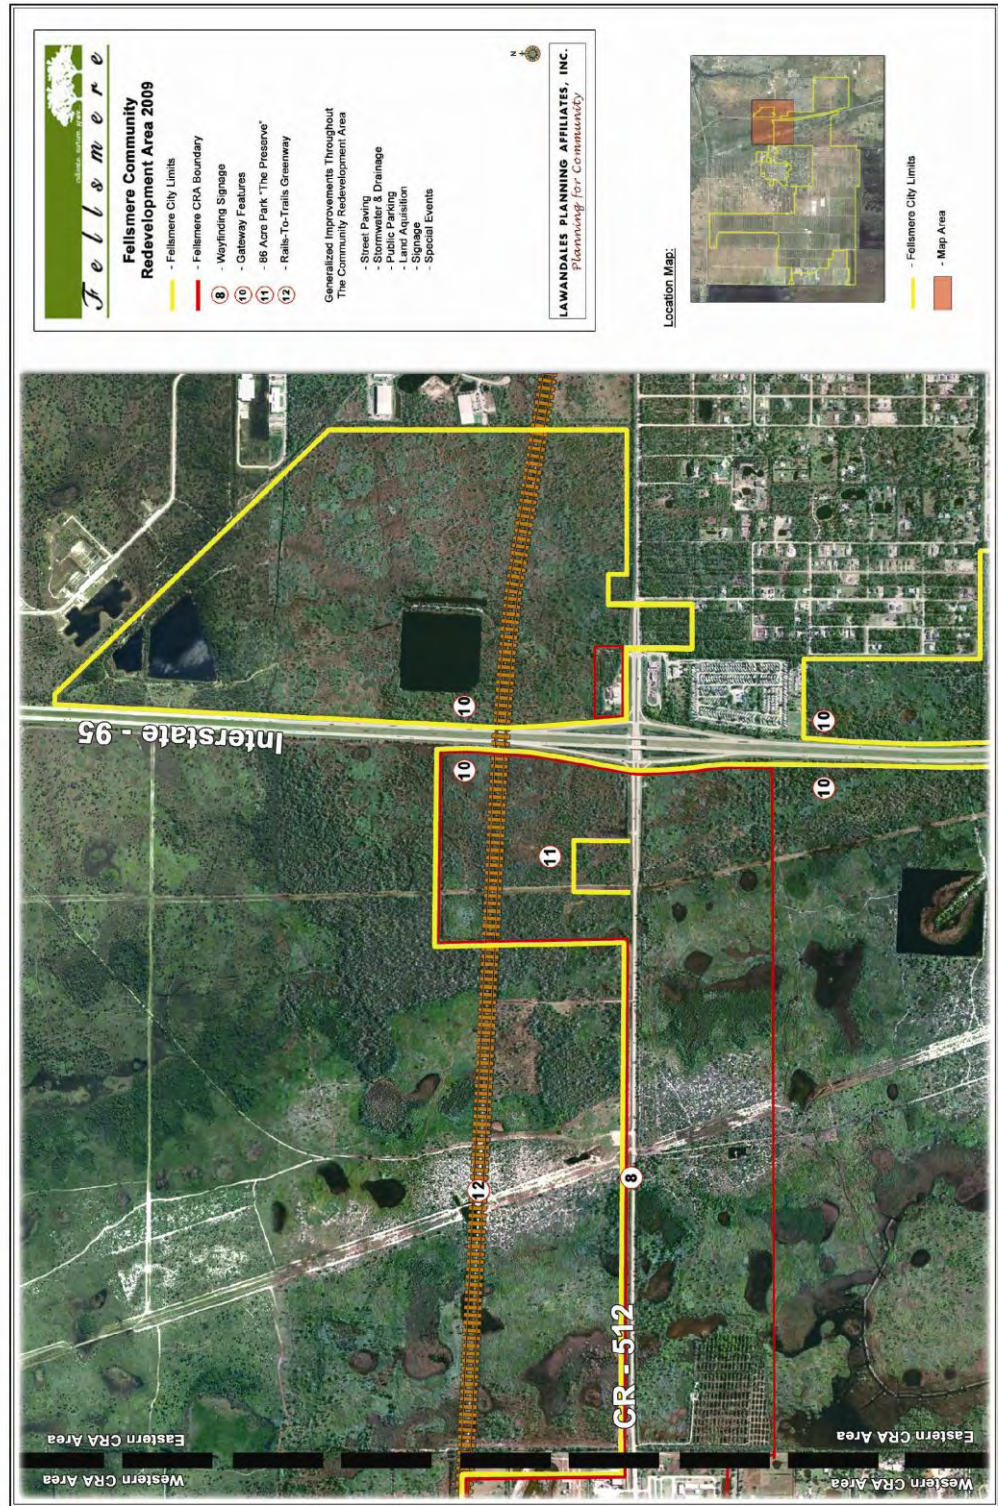 Fellsmere
Fellsmere Community
Redevelopment Area 2009
- Fellsmere City Limits
- Fellsmere CRA Boundary
8 - Wayfinding Signage
10 - Gateway Features
11 - 86 Acre Park "The Preserve"
12 - Rails-To-Trails Greenway
Generalized Improvements Throughout
The Community Redevelopment Area
- Street Paving
- Stormwater & Drainage
- Public Parking
- Land Aquisition
- Signage
- Special Events
N
LAWANDALES PLANNING AFFILIATES, INC.
Planning for Community
Location Map:
- Fellsmere City Limits
- Map Area
Interstate - 95
10
10
10
10
11
12
8
CR - 512
Eastern CRA Area
Western CRA Area
Eastern CRA Area
Western CRA Area